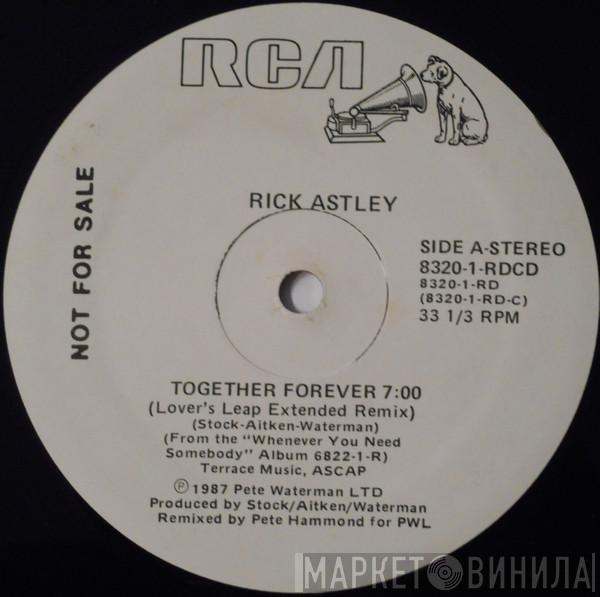 RCA
NOT FOR SALE
RICK ASTLEY
SIDE A-STEREO
8320-1-RDCD
8320-1-RD
(8320-1-RD-C)
33 1/3 RPM
TOGETHER FOREVER 7:00
(Lover's Leap Extended Remix)
(Stock-Aitken-Waterman)
(From the "Whenever You Need
Somebody" Album 6822-1-R)
Terrace Music, ASCAP
℗ 1987 Pete Waterman LTD
Produced by Stock/Aitken/Waterman
Remixed by Pete Hammond for PWL
МАРКЕТ ВИНИЛА